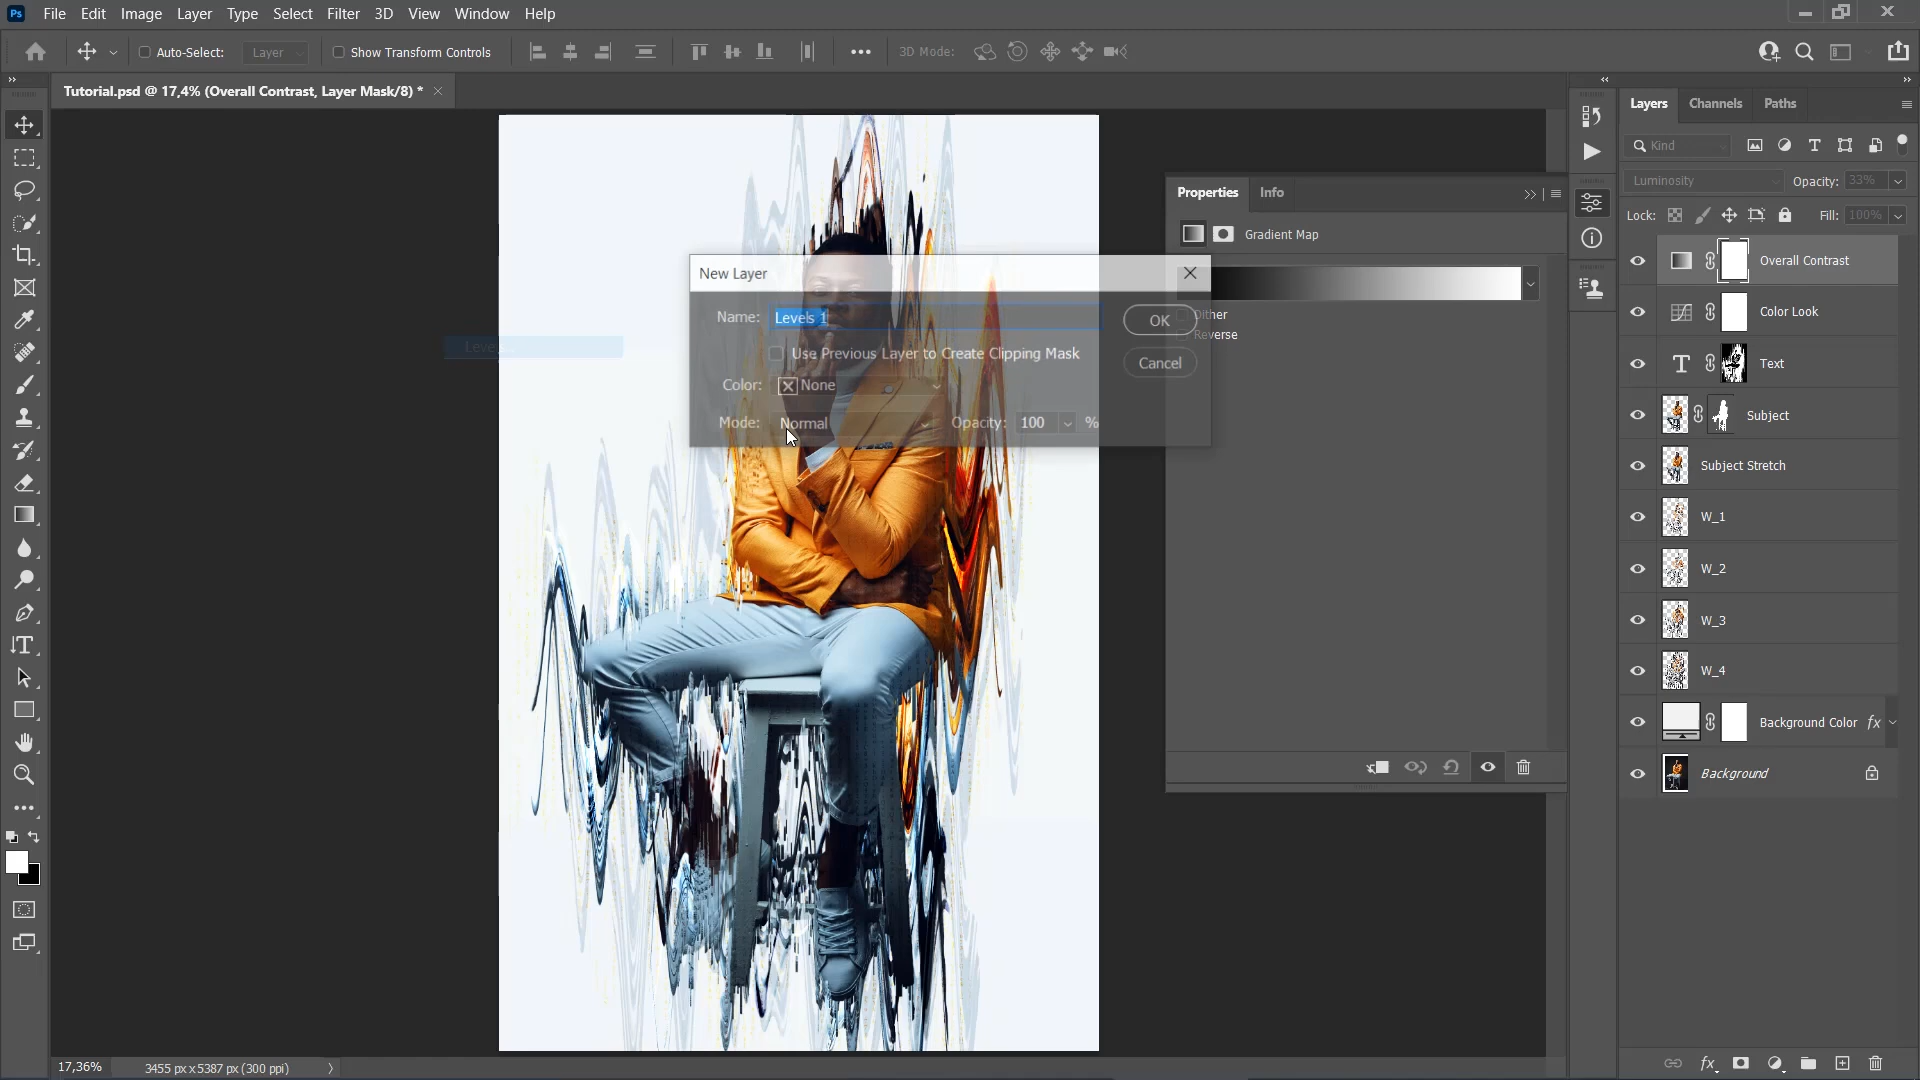 Ps File Edit Image Layer Type Select Filter 3D View Window Help
Auto-Select: Layer Show Transform Controls 3D Mode:
Tutorial.psd @ 17,4% (Overall Contrast, Layer Mask/8) *
Layers Channels Paths
Kind
Luminosity Opacity: 33%
Lock: Fill: 100%
Overall Contrast
Color Look
Text
Subject
Subject Stretch
W_1
W_2
W_3
W_4
Background Color fx
Background
Properties Info
Gradient Map
Dither
Reverse
New Layer
Name: Levels 1
OK
Use Previous Layer to Create Clipping Mask
Cancel
Color: None
Mode: Normal Opacity: 100 %
17,36% 3455 px x 5387 px (300 ppi)
fx